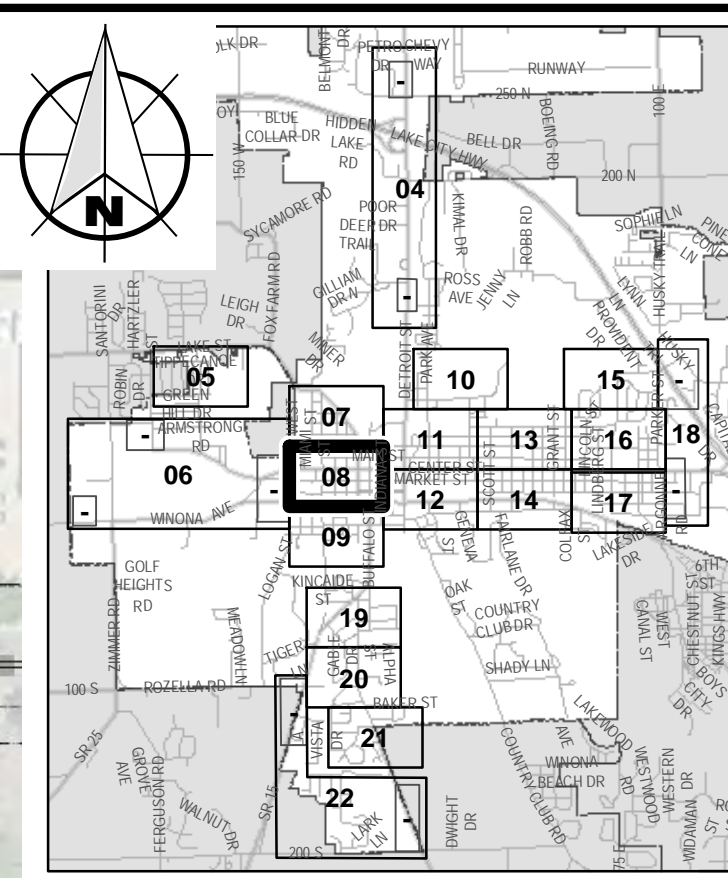 N
PETRO
DR
CHEVY
WAY
BELMONT
DR
RUNWAY
250 N
100 E
BLUE
COLLAR DR
HIDDEN
LAKE
RD
LAKE CITY HWY
BELL DR
BOEING RD
150 W
200 N
04
SYCAMORE RD
POOR
DEER DR
TRAIL
KIMAL DR
ROBB RD
SOPHIE LN
LN
HUSKY TRAIL
SANTORINI
DR
HARTZLER
ST
LEIGH
DR
FOX FARM RD
GILLIAM
DR N
ROSS
AVE
JENNY
LN
LYNN
LN
PROVIDENT
DR
MINER
DR
DETROIT ST
PARK AVE
LAKE ST
TIPPECANOE
05
ROBIN
DR
GREEN
HILL DR
ARMSTRONG
RD
10
15
HUSKY
07
WEST
MIAMI ST
ST
11
13
GRANT ST
LINCOLN
ST
16
PARKER ST
18
06
08
MAIN ST
INDIANA ST
CENTER ST
MARKET ST
SCOTT ST
LINDBERG ST
12
14
17
WINONA AVE
09
LOGAN ST
BUFFALO ST
GENEVA
ST
FAIRLANE DR
COLFAX
ST
LAKESIDE
DR
RD
GOLF
HEIGHTS
RD
KINCAIDE
ST
OAK
ST
COUNTRY
CLUB DR
6TH
ST
CHESTNUT ST
KINGS HWY
WEST
CANAL ST
19
ZIMMER RD
MEADOW LN
TIGER
LN
GABLE
DR
ST
ALPHA
SHADY LN
BOYS
CITY
DR
20
100 S
ROZELLA RD
BAKER ST
LAKEWOOD
AVE
VISTA
DR
21
SR 25
GROVE
AVE
FERGUSON RD
WALNUT DR
SR 15
22
LARK
LN
DWIGHT
DR
COUNTRY CLUB RD
WINONA
BEACH DR
RD
WESTWOOD
WESTERN
DR
WIDAMAN
ST
200 S